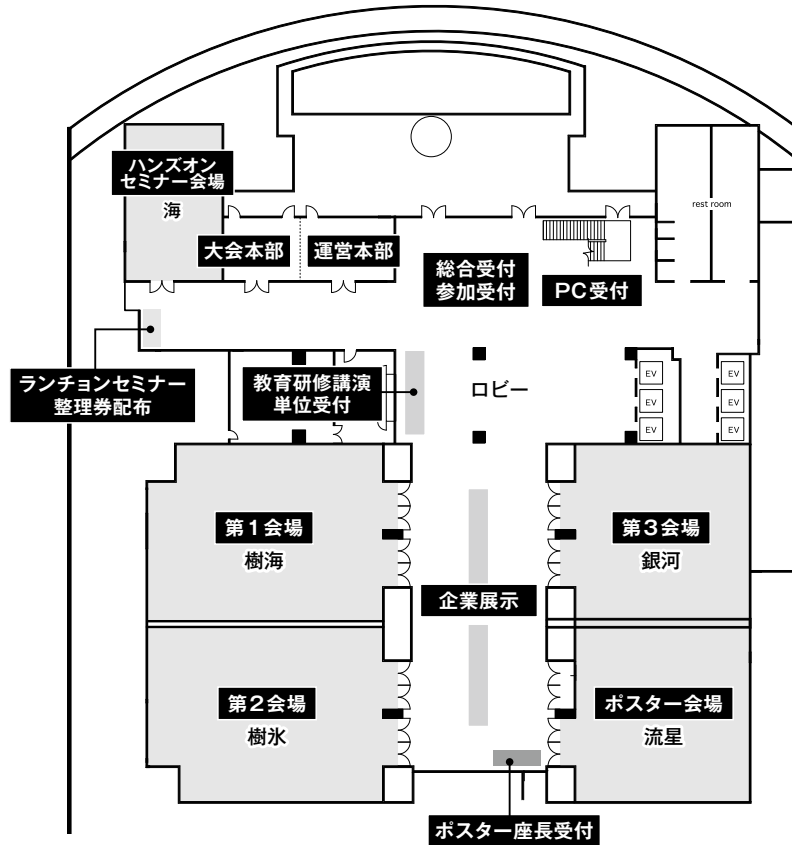 ハンズオン
セミナー会場
海
rest room
大会本部
運営本部
総合受付
参加受付
PC受付
ランチョンセミナー
整理券配布
教育研修講演
単位受付
ロビー
EV
EV
EV
EV
EV
EV
第1会場
樹海
第3会場
銀河
企業展示
第2会場
樹氷
ポスター会場
流星
ポスター座長受付